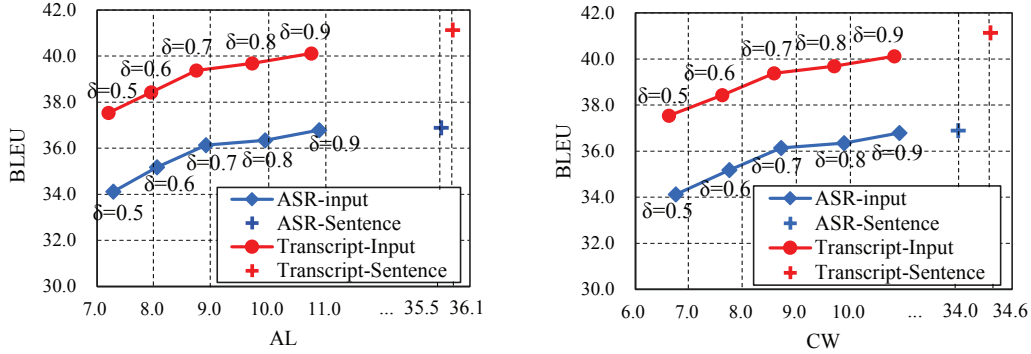 42.0
40.0
38.0
36.0
34.0
32.0
30.0
BLEU
δ=0.5
δ=0.6
δ=0.7
δ=0.8
δ=0.9
δ=0.5
δ=0.6
δ=0.7
δ=0.8
δ=0.9
ASR-input
ASR-Sentence
Transcript-Input
Transcript-Sentence
7.0 8.0 9.0 10.0 11.0 ... 35.5 36.1
AL
42.0
40.0
38.0
36.0
34.0
32.0
30.0
BLEU
δ=0.5
δ=0.6
δ=0.7
δ=0.8
δ=0.9
δ=0.5
δ=0.6
δ=0.7
δ=0.8
δ=0.9
ASR-input
ASR-Sentence
Transcript-Input
Transcript-Sentence
6.0 7.0 8.0 9.0 10.0 ... 34.0 34.6
CW